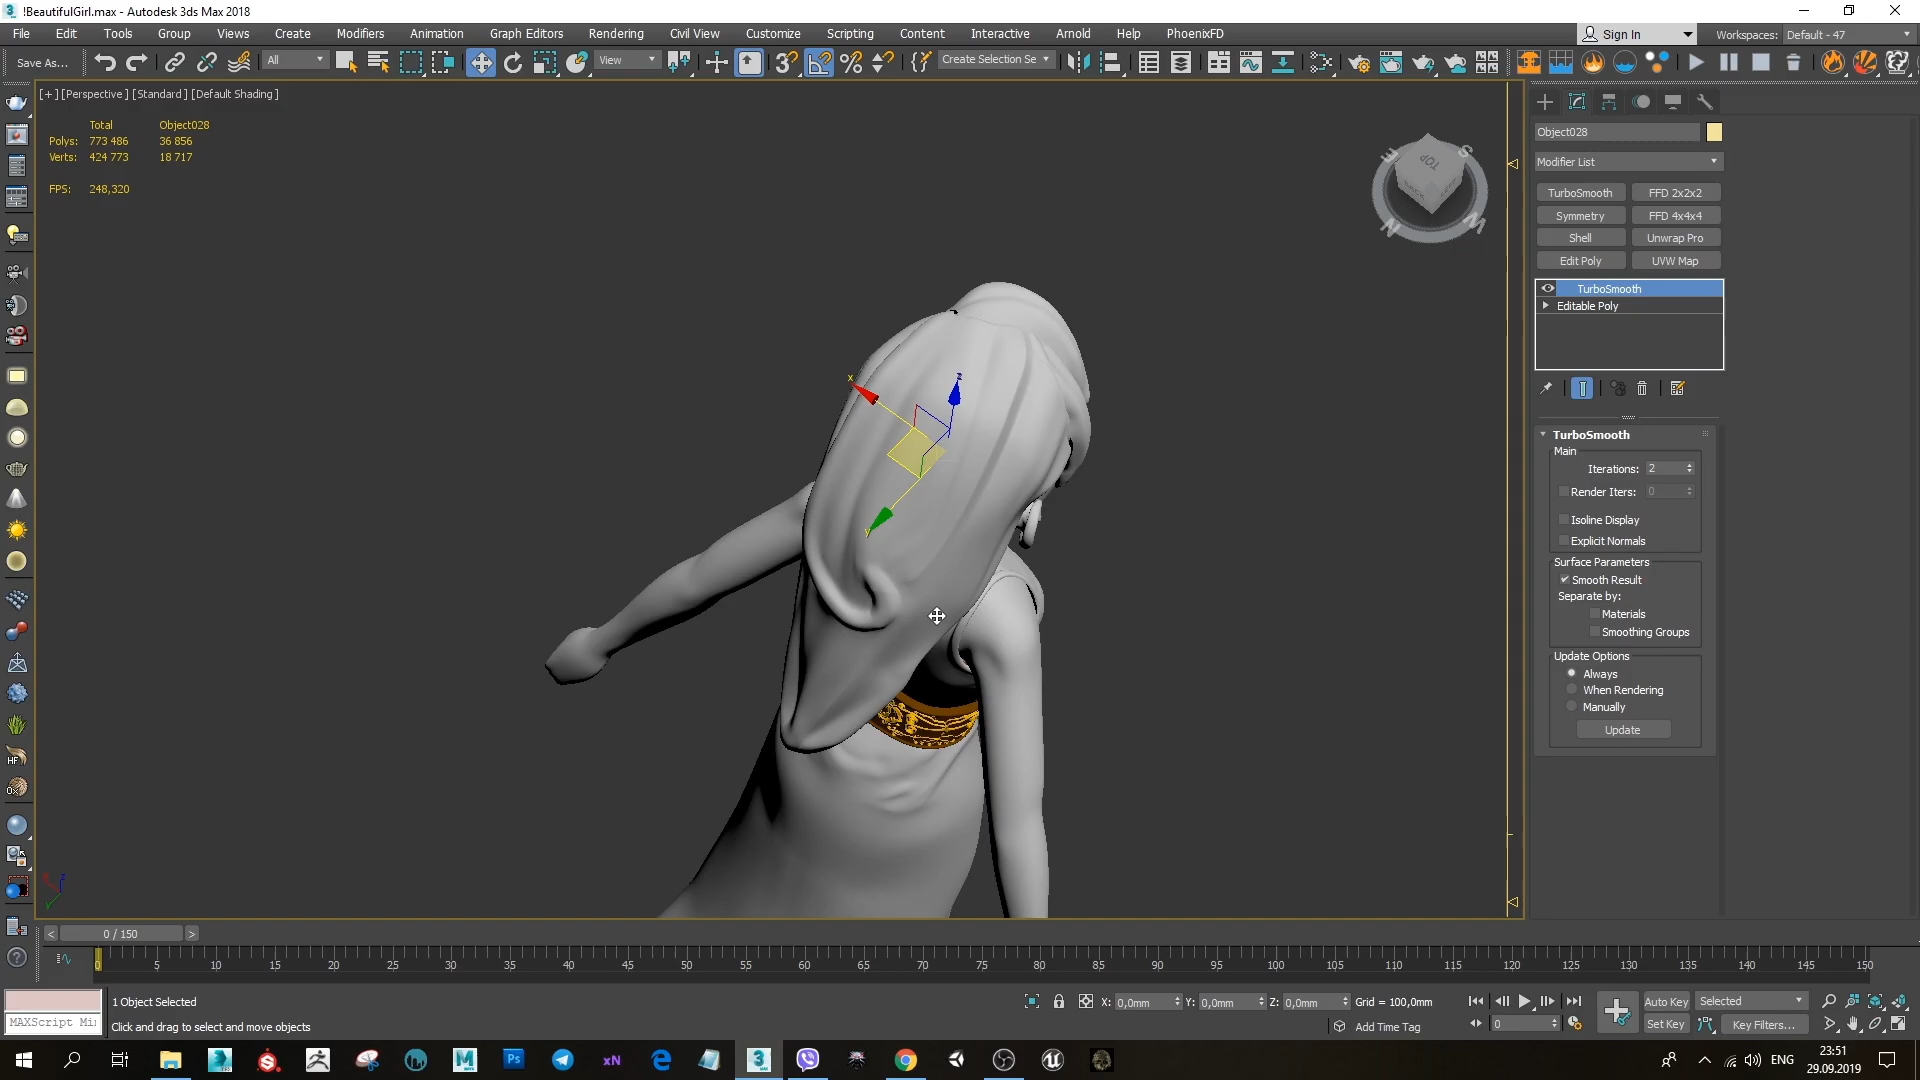 !BeautifulGirl.max - Autodesk 3ds Max 2018
File Edit Tools Group Views Create Modifiers Animation Graph Editors Rendering Civil View Customize Scripting Content Interactive Arnold Help PhoenixFD
Sign In Workspaces: Default - 47
Save As... All View Create Selection Se
[+] [Perspective] [Standard] [Default Shading]
Total Object028
Polys: 773 486 36 856
Verts: 424 773 18 717
FPS: 248,320
TOP
S
N
W
x
z
y
Object028
Modifier List
TurboSmooth FFD 2x2x2
Symmetry FFD 4x4x4
Shell Unwrap Pro
Edit Poly UVW Map
TurboSmooth
Editable Poly
TurboSmooth
Main
Iterations: 2
Render Iters: 0
Isoline Display
Explicit Normals
Surface Parameters
Smooth Result
Separate by:
Materials
Smoothing Groups
Update Options
Always
When Rendering
Manually
Update
HF
< 0 / 150 >
0 5 10 15 20 25 30 35 40 45 50 55 60 65 70 75 80 85 90 95 100 105 110 115 120 125 130 135 140 145 150
1 Object Selected
X: 0,0mm Y: 0,0mm Z: 0,0mm Grid = 100,0mm
Auto Key Selected
MAXScript Mi
Click and drag to select and move objects
Add Time Tag
0
Set Key Key Filters...
Ps xN 3 MAX
ENG
23:51
29.09.2019